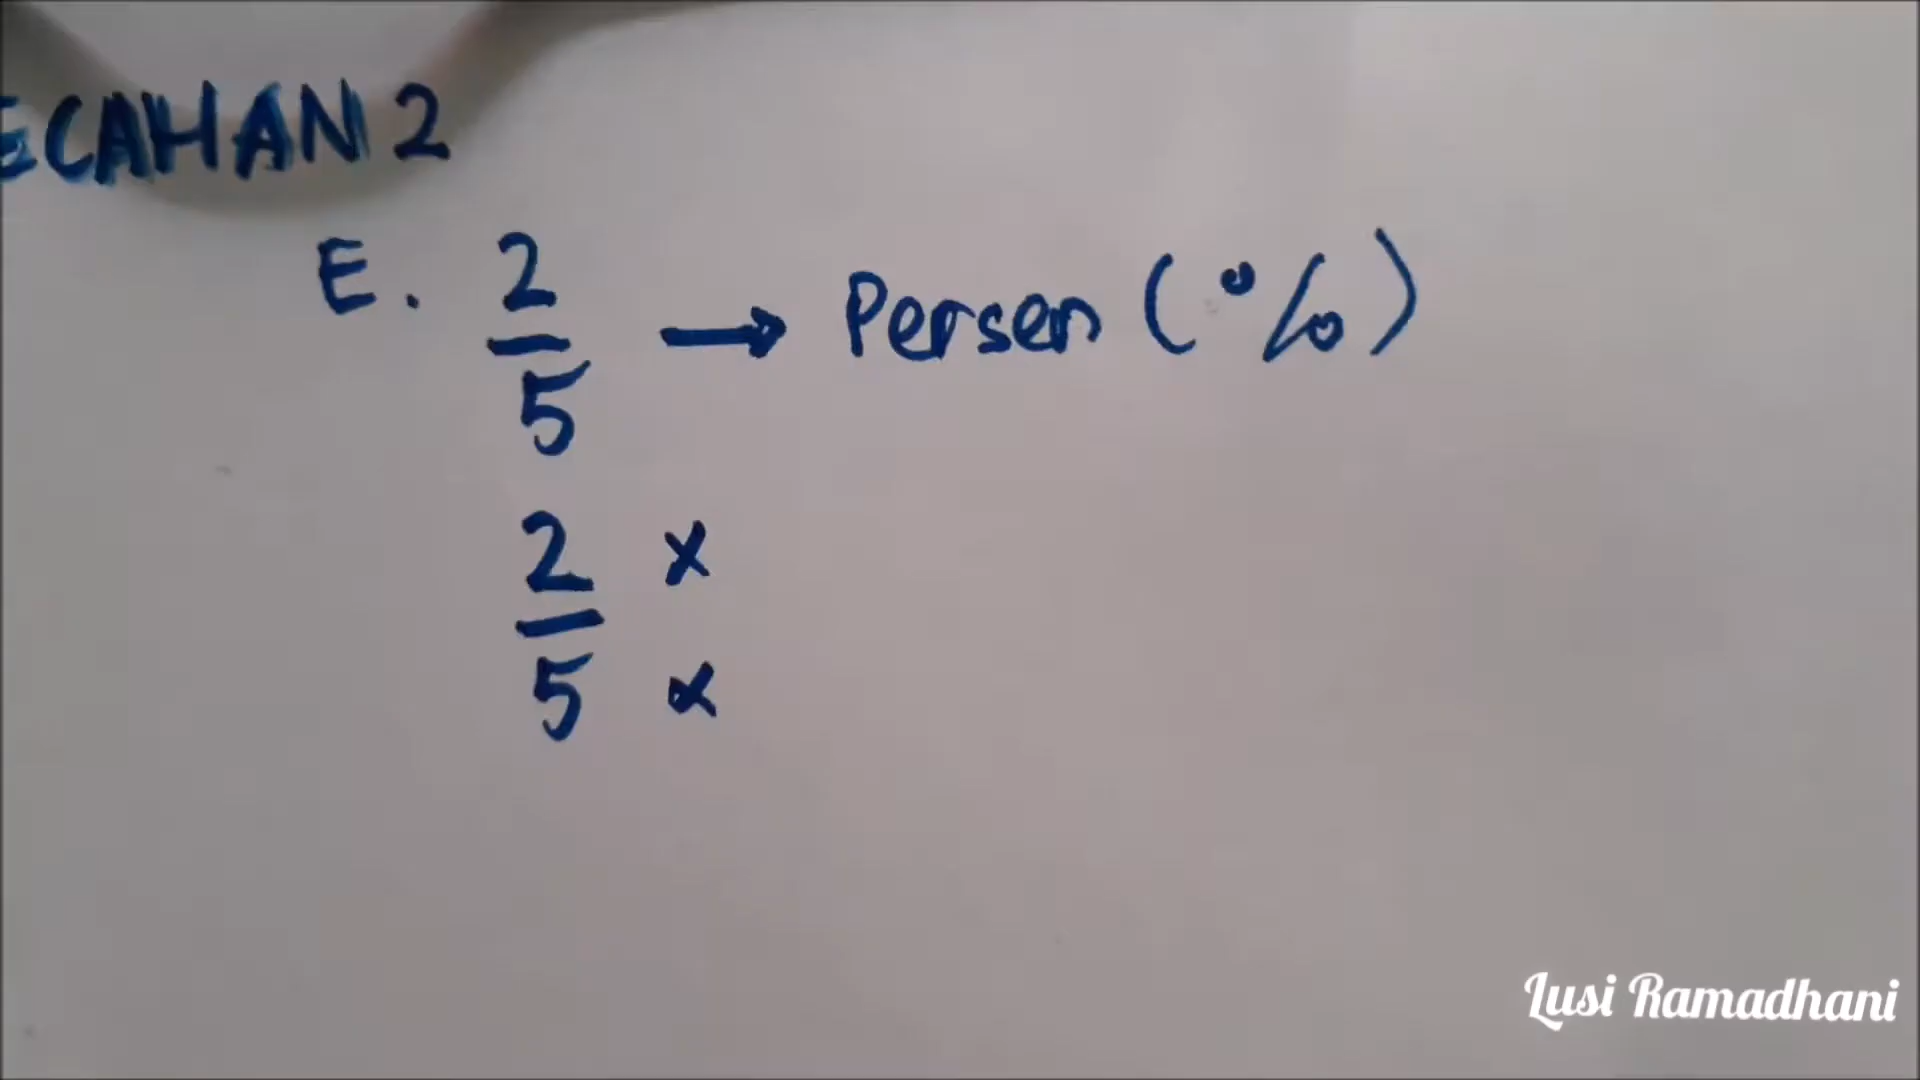 ECAHAN 2
E. 2/5 → Persen (%)
2/5 x
x
Lusi Ramadhani